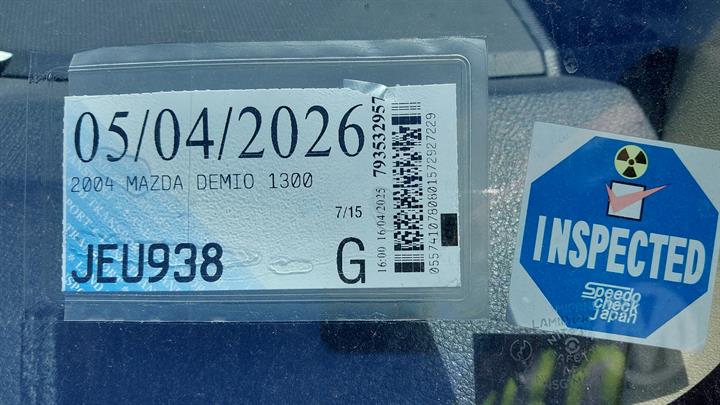 05/04/2026
2004 MAZDA DEMIO 1300
7/15
JEU938
G
16:00 16/04/2025
793532957
0557410780801572927229
INSPECTED
Speedo
check
Japan